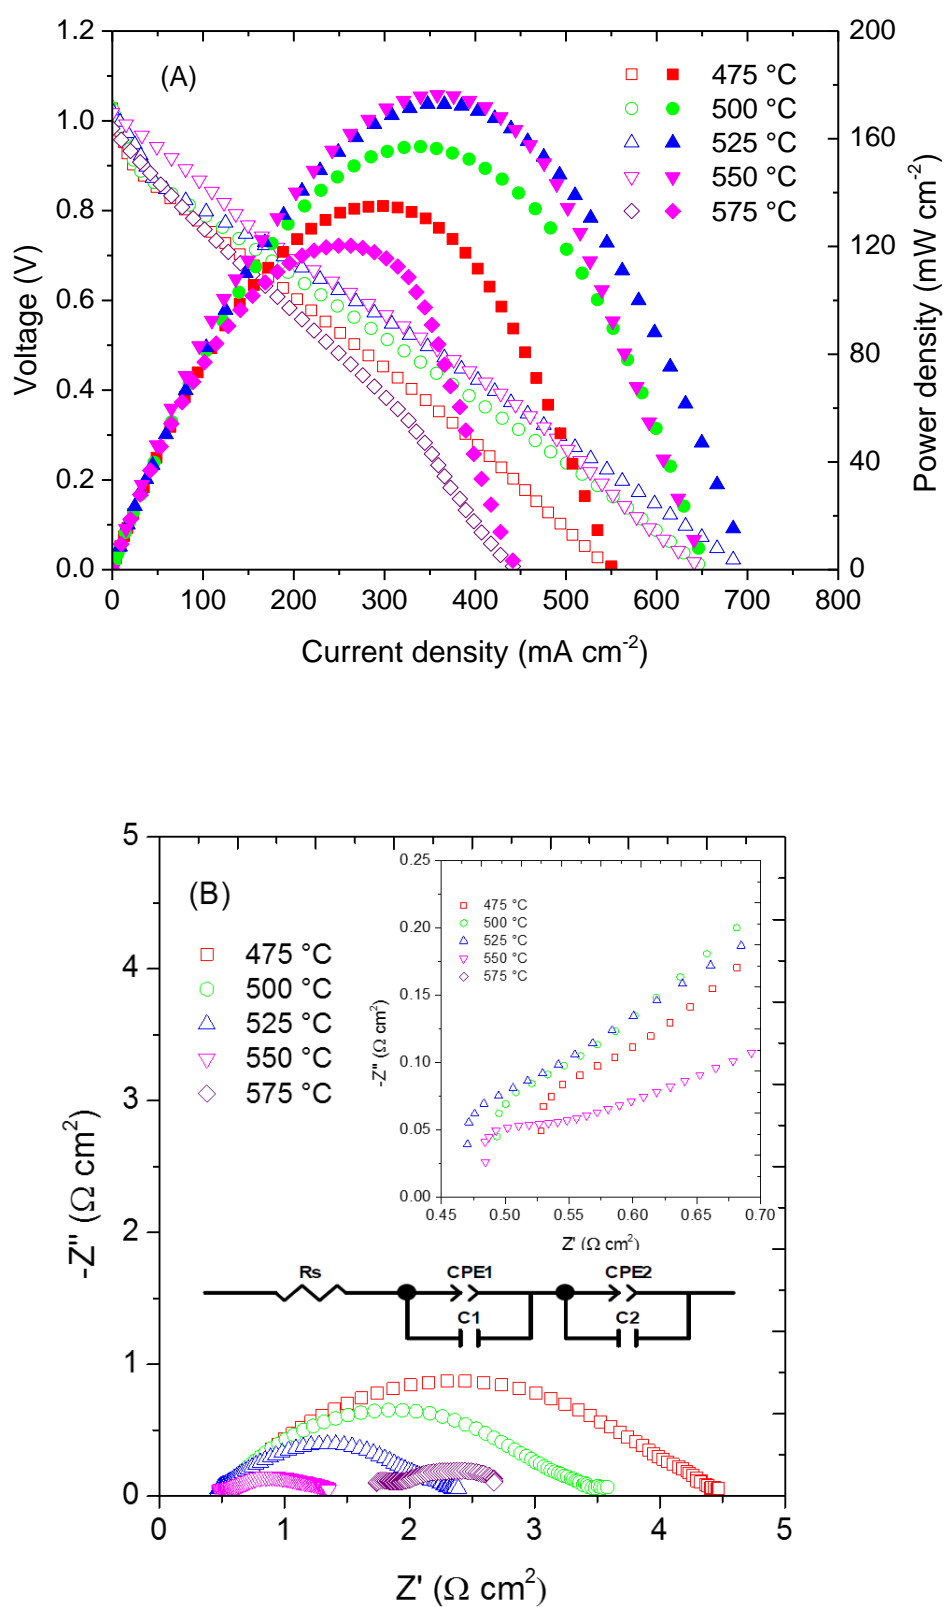 1.2
1.0
0.8
0.6
0.4
0.2
0.0
Voltage (V)
(A)
475 °C
500 °C
525 °C
550 °C
575 °C
200
160
120
80
40
0
Power density (mW cm-2)
0 100 200 300 400 500 600 700 800
Current density (mA cm-2)
5
4
3
2
1
0
-Z" (Ω cm2)
(B)
475 °C
500 °C
525 °C
550 °C
575 °C
0.25
0.20
0.15
0.10
0.05
0.00
-Z" (Ω cm2)
475 °C
500 °C
525 °C
550 °C
575 °C
0.45 0.50 0.55 0.60 0.65 0.70
Z' (Ω cm2)
Rs CPE1 CPE2
C1 C2
0 1 2 3 4 5
Z' (Ω cm2)